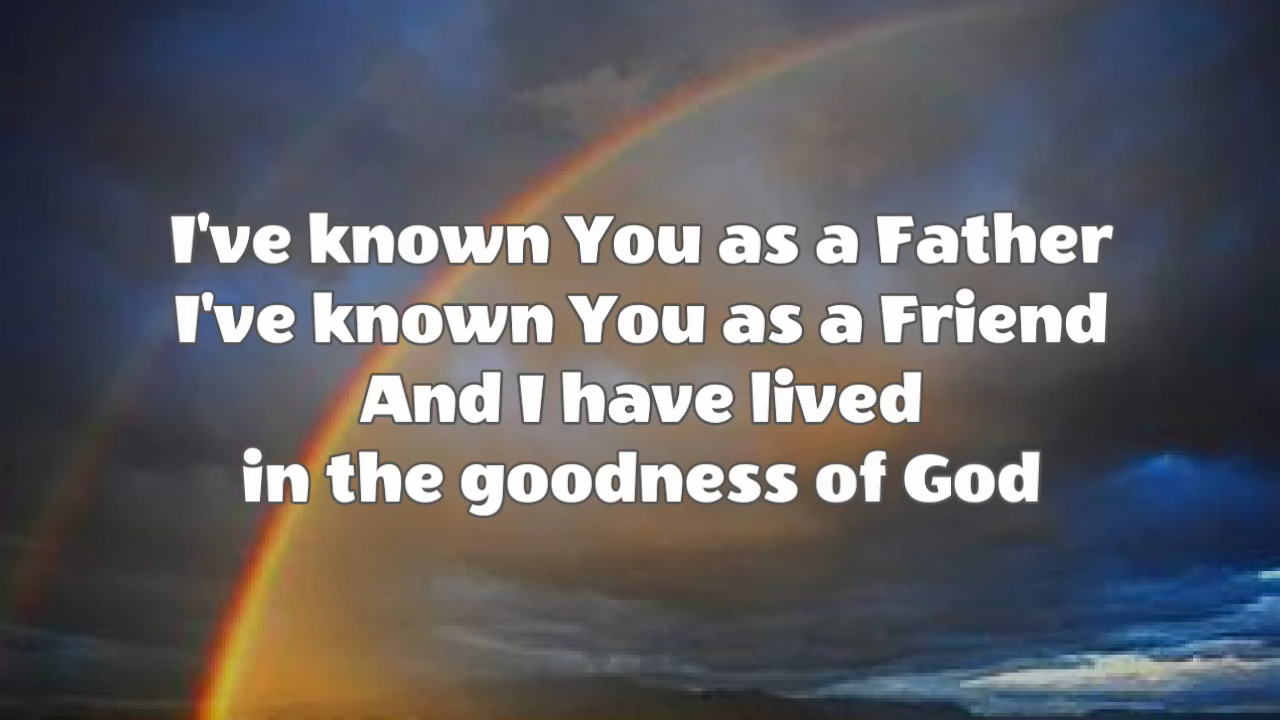 I've known You as a Father
I've known You as a Friend
And I have lived
in the goodness of God